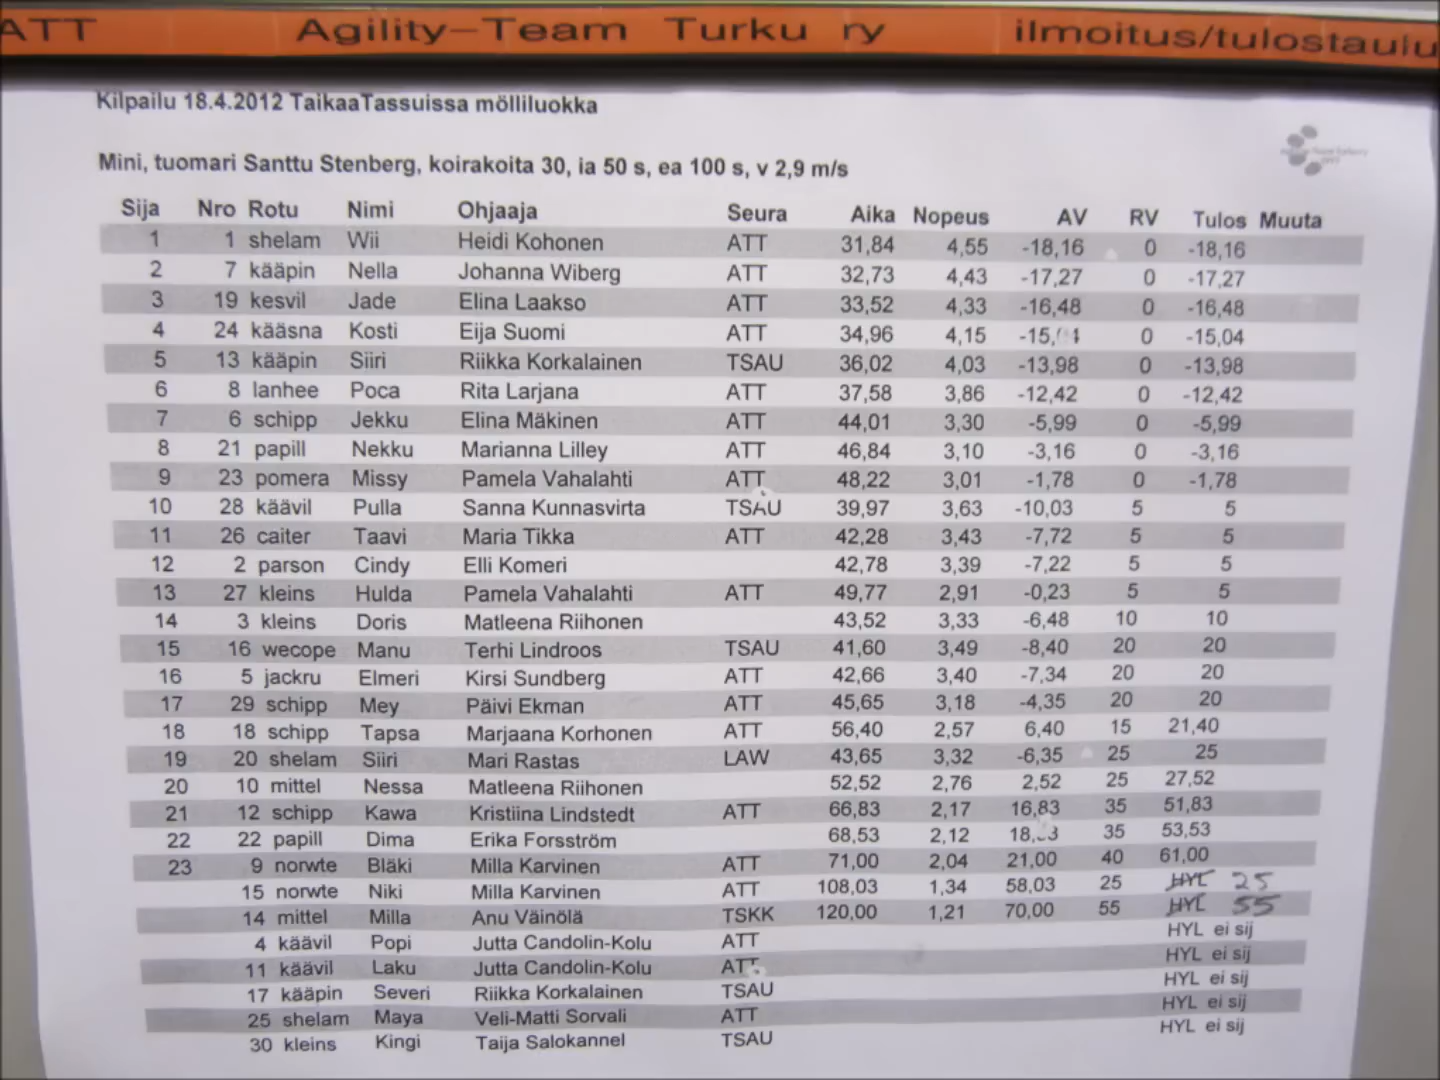 ATT Agility-Team Turku ry ilmoitus/tulostaulu
Kilpailu 18.4.2012 TaikaaTassuissa mölliluokka
Mini, tuomari Santtu Stenberg, koirakoita 30, ia 50 s, ea 100 s, v 2,9 m/s
Sija Nro Rotu Nimi Ohjaaja Seura Aika Nopeus AV RV Tulos Muuta
1 1 shelam Wii Heidi Kohonen ATT 31,84 4,55 -18,16 0 -18,16
2 7 kääpin Nella Johanna Wiberg ATT 32,73 4,43 -17,27 0 -17,27
3 19 kesvil Jade Elina Laakso ATT 33,52 4,33 -16,48 0 -16,48
4 24 kääsna Kosti Eija Suomi ATT 34,96 4,15 0 -15,04
5 13 kääpin Siiri Riikka Korkalainen TSAU 36,02 4,03 -13,98 0 -13,98
6 8 lanhee Poca Rita Larjana ATT 37,58 3,86 -12,42 0 -12,42
7 6 schipp Jekku Elina Mäkinen ATT 44,01 3,30 -5,99 0 -5,99
8 21 papill Nekku Marianna Lilley ATT 46,84 3,10 -3,16 0 -3,16
9 23 pomera Missy Pamela Vahalahti ATT 48,22 3,01 -1,78 0 -1,78
10 28 käävil Pulla Sanna Kunnasvirta TSAU 39,97 3,63 -10,03 5 5
11 26 caiter Taavi Maria Tikka ATT 42,28 3,43 -7,72 5 5
12 2 parson Cindy Elli Komeri 42,78 3,39 -7,22 5 5
13 27 kleins Hulda Pamela Vahalahti ATT 49,77 2,91 -0,23 5 5
14 3 kleins Doris Matleena Riihonen 43,52 3,33 -6,48 10 10
15 16 wecope Manu Terhi Lindroos TSAU 41,60 3,49 -8,40 20 20
16 5 jackru Elmeri Kirsi Sundberg ATT 42,66 3,40 -7,34 20 20
17 29 schipp Mey Päivi Ekman ATT 45,65 3,18 -4,35 20 20
18 18 schipp Tapsa Marjaana Korhonen ATT 56,40 2,57 6,40 15 21,40
19 20 shelam Siiri Mari Rastas LAW 43,65 3,32 -6,35 25 25
20 10 mittel Nessa Matleena Riihonen 52,52 2,76 2,52 25 27,52
21 12 schipp Kawa Kristiina Lindstedt ATT 66,83 2,17 16,83 35 51,83
22 22 papill Dima Erika Forsström 68,53 2,12 35 53,53
23 9 norwte Bläki Milla Karvinen ATT 71,00 2,04 21,00 40 61,00
15 norwte Niki Milla Karvinen ATT 108,03 1,34 58,03 25 HYL 25
14 mittel Milla Anu Väinölä TSKK 120,00 1,21 70,00 55 HYL 55
4 käävil Popi Jutta Candolin-Kolu ATT HYL ei sij
11 käävil Laku Jutta Candolin-Kolu ATT HYL ei sij
17 kääpin Severi Riikka Korkalainen TSAU HYL ei sij
25 shelam Maya Veli-Matti Sorvali ATT HYL ei sij
30 kleins Kingi Taija Salokannel TSAU HYL ei sij